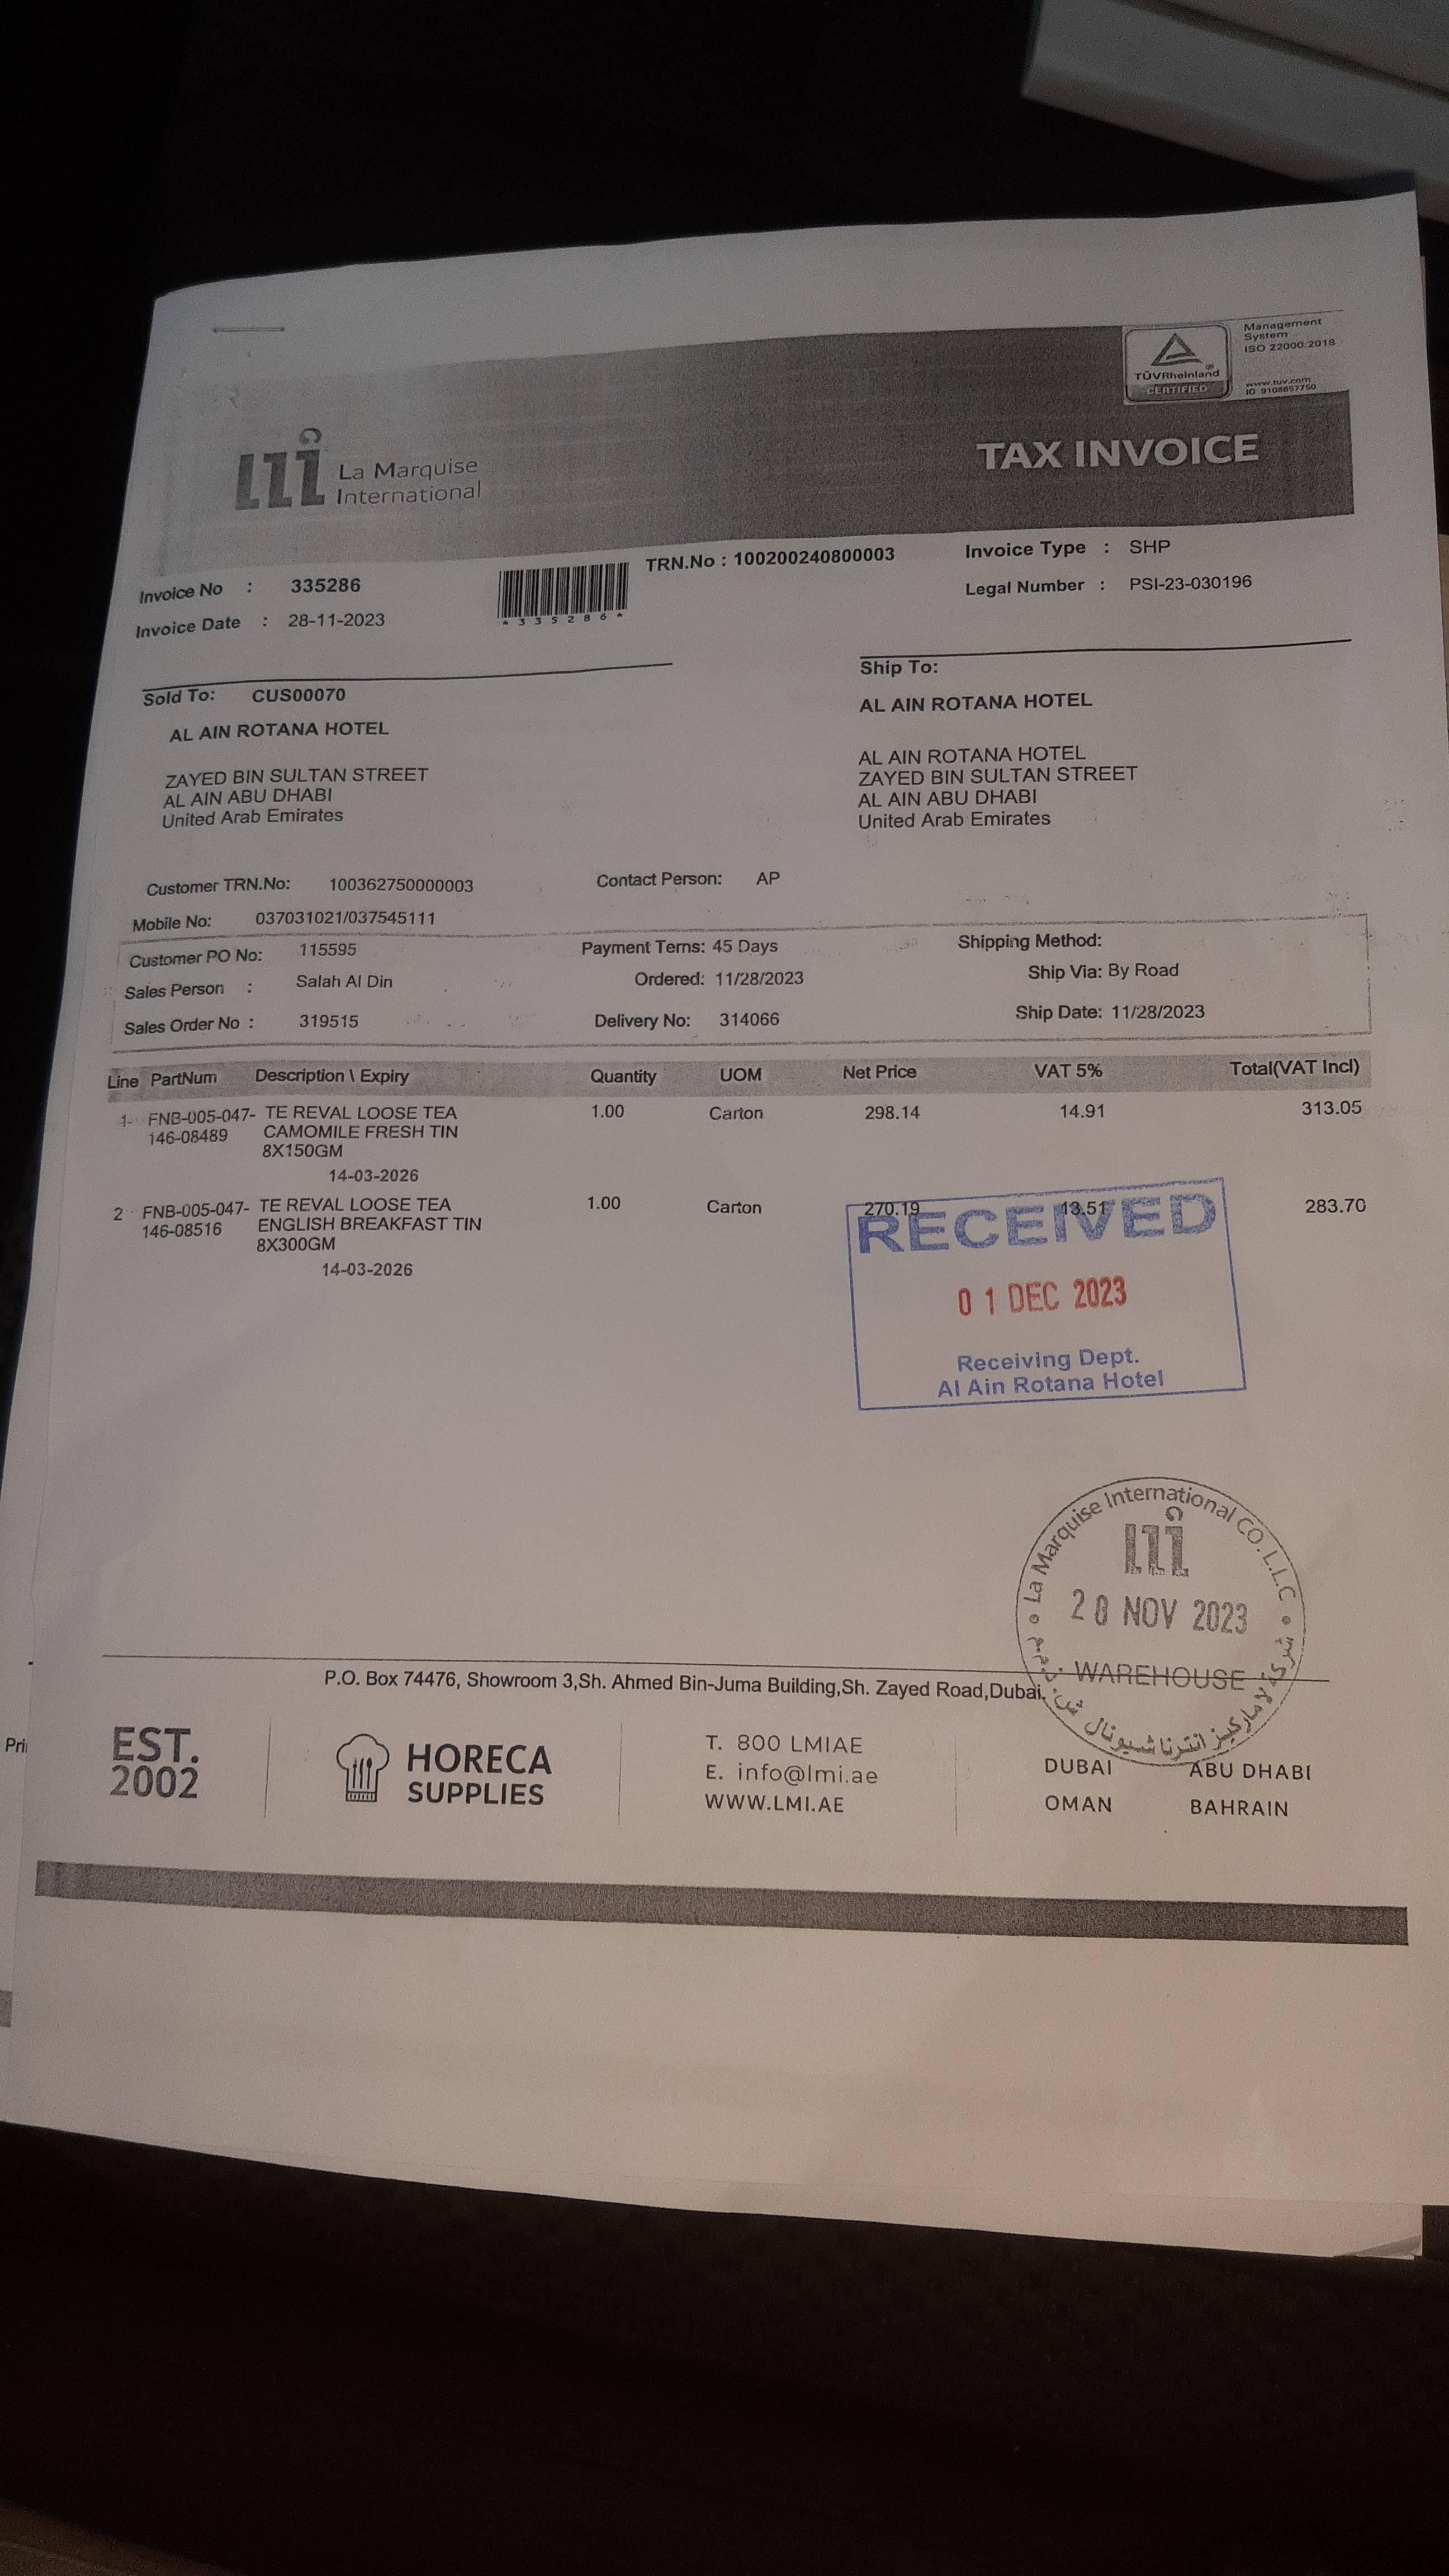 Management
System
ISO 22000:2018
TÜVRheinland
CERTIFIED
www.tuv.com
ID 9108657750
La Marquise
International
TAX INVOICE
Invoice No : 335286
TRN.No : 100200240800003
Invoice Type : SHP
Invoice Date : 28-11-2023
*335286*
Legal Number : PSI-23-030196
Sold To: CUS00070
Ship To:
AL AIN ROTANA HOTEL
AL AIN ROTANA HOTEL
ZAYED BIN SULTAN STREET
AL AIN ABU DHABI
United Arab Emirates
AL AIN ROTANA HOTEL
ZAYED BIN SULTAN STREET
AL AIN ABU DHABI
United Arab Emirates
Customer TRN.No: 100362750000003
Contact Person: AP
Mobile No: 037031021/037545111
Customer PO No: 115595
Payment Terns: 45 Days
Shipping Method:
Sales Person : Salah Al Din
Ordered: 11/28/2023
Ship Via: By Road
Sales Order No : 319515
Delivery No: 314066
Ship Date: 11/28/2023
Line PartNum Description \ Expiry Quantity UOM Net Price VAT 5% Total(VAT Incl)
1 FNB-005-047- TE REVAL LOOSE TEA 1.00 Carton 298.14 14.91 313.05
146-08489 CAMOMILE FRESH TIN
8X150GM
14-03-2026
2 FNB-005-047- TE REVAL LOOSE TEA 1.00 Carton 270.19 13.51 283.70
146-08516 ENGLISH BREAKFAST TIN
8X300GM
14-03-2026
RECEIVED
01 DEC 2023
Receiving Dept.
Al Ain Rotana Hotel
La Marquise International CO. L.L.C
28 NOV 2023
WAREHOUSE
شركة لاماركيز انترناشيونال ش.ذ.م.م
P.O. Box 74476, Showroom 3,Sh. Ahmed Bin-Juma Building,Sh. Zayed Road,Dubai.
Pri
EST.
2002
HORECA
SUPPLIES
T. 800 LMIAE
E. info@lmi.ae
WWW.LMI.AE
DUBAI ABU DHABI
OMAN BAHRAIN